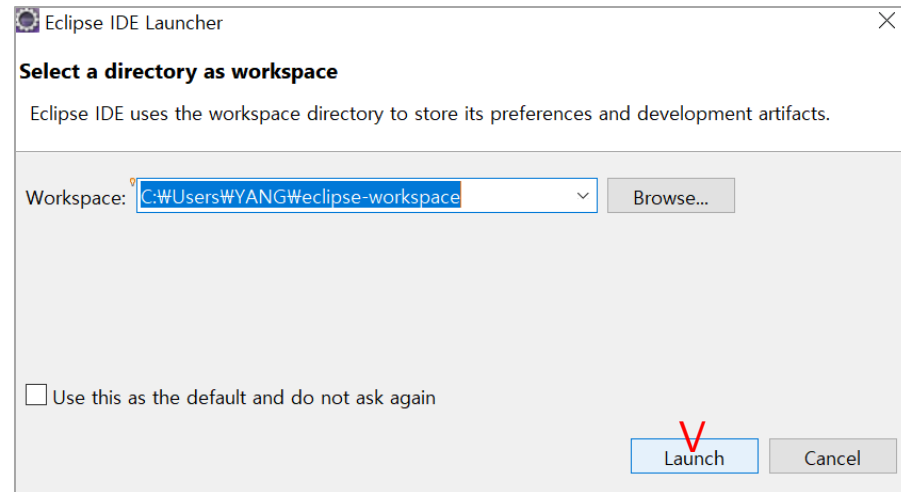 Eclipse IDE Launcher
Select a directory as workspace
Eclipse IDE uses the workspace directory to store its preferences and development artifacts.
Workspace: C:₩Users₩YANG₩eclipse-workspace Browse...
Use this as the default and do not ask again
V
Launch Cancel